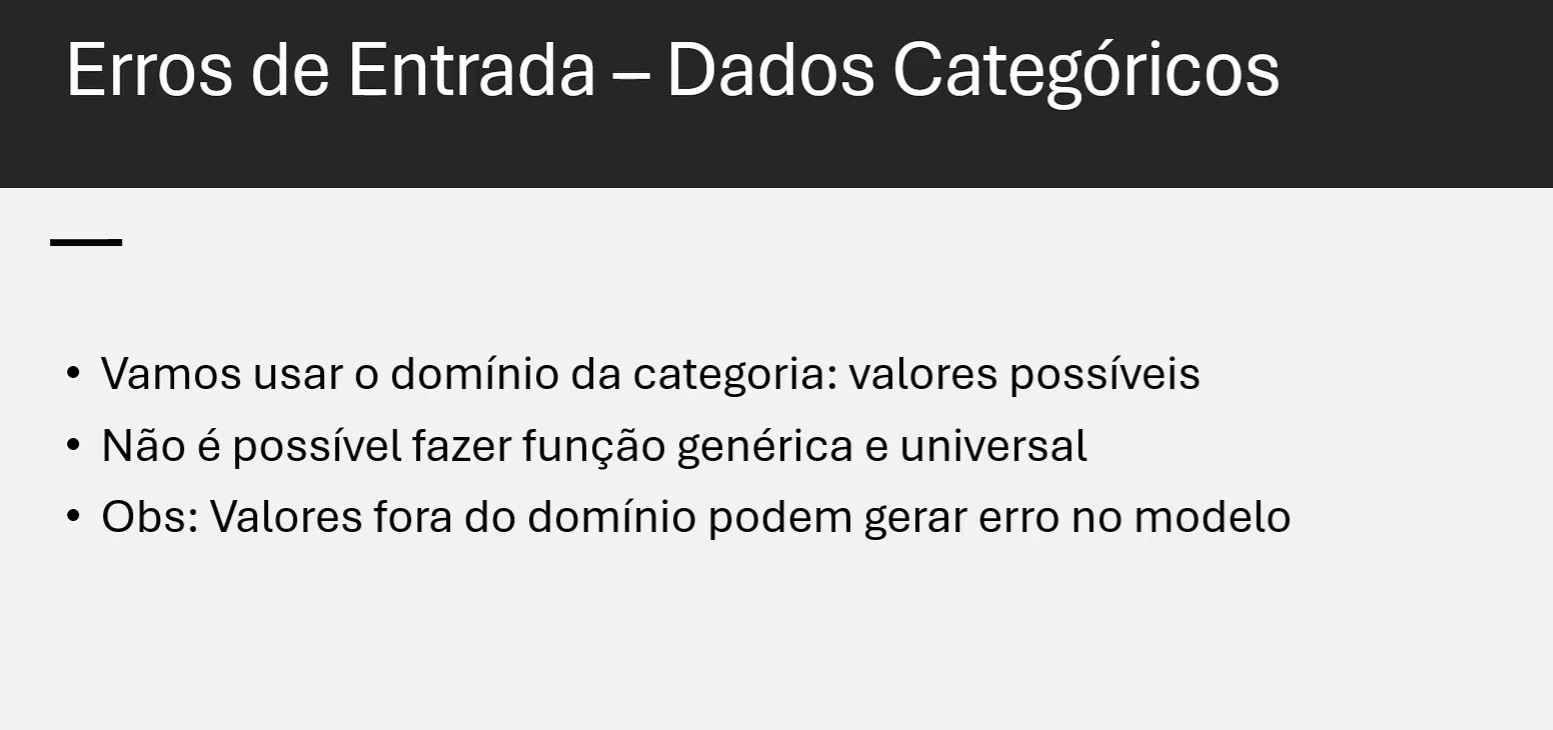 Erros de Entrada – Dados Categóricos
• Vamos usar o domínio da categoria: valores possíveis
• Não é possível fazer função genérica e universal
• Obs: Valores fora do domínio podem gerar erro no modelo